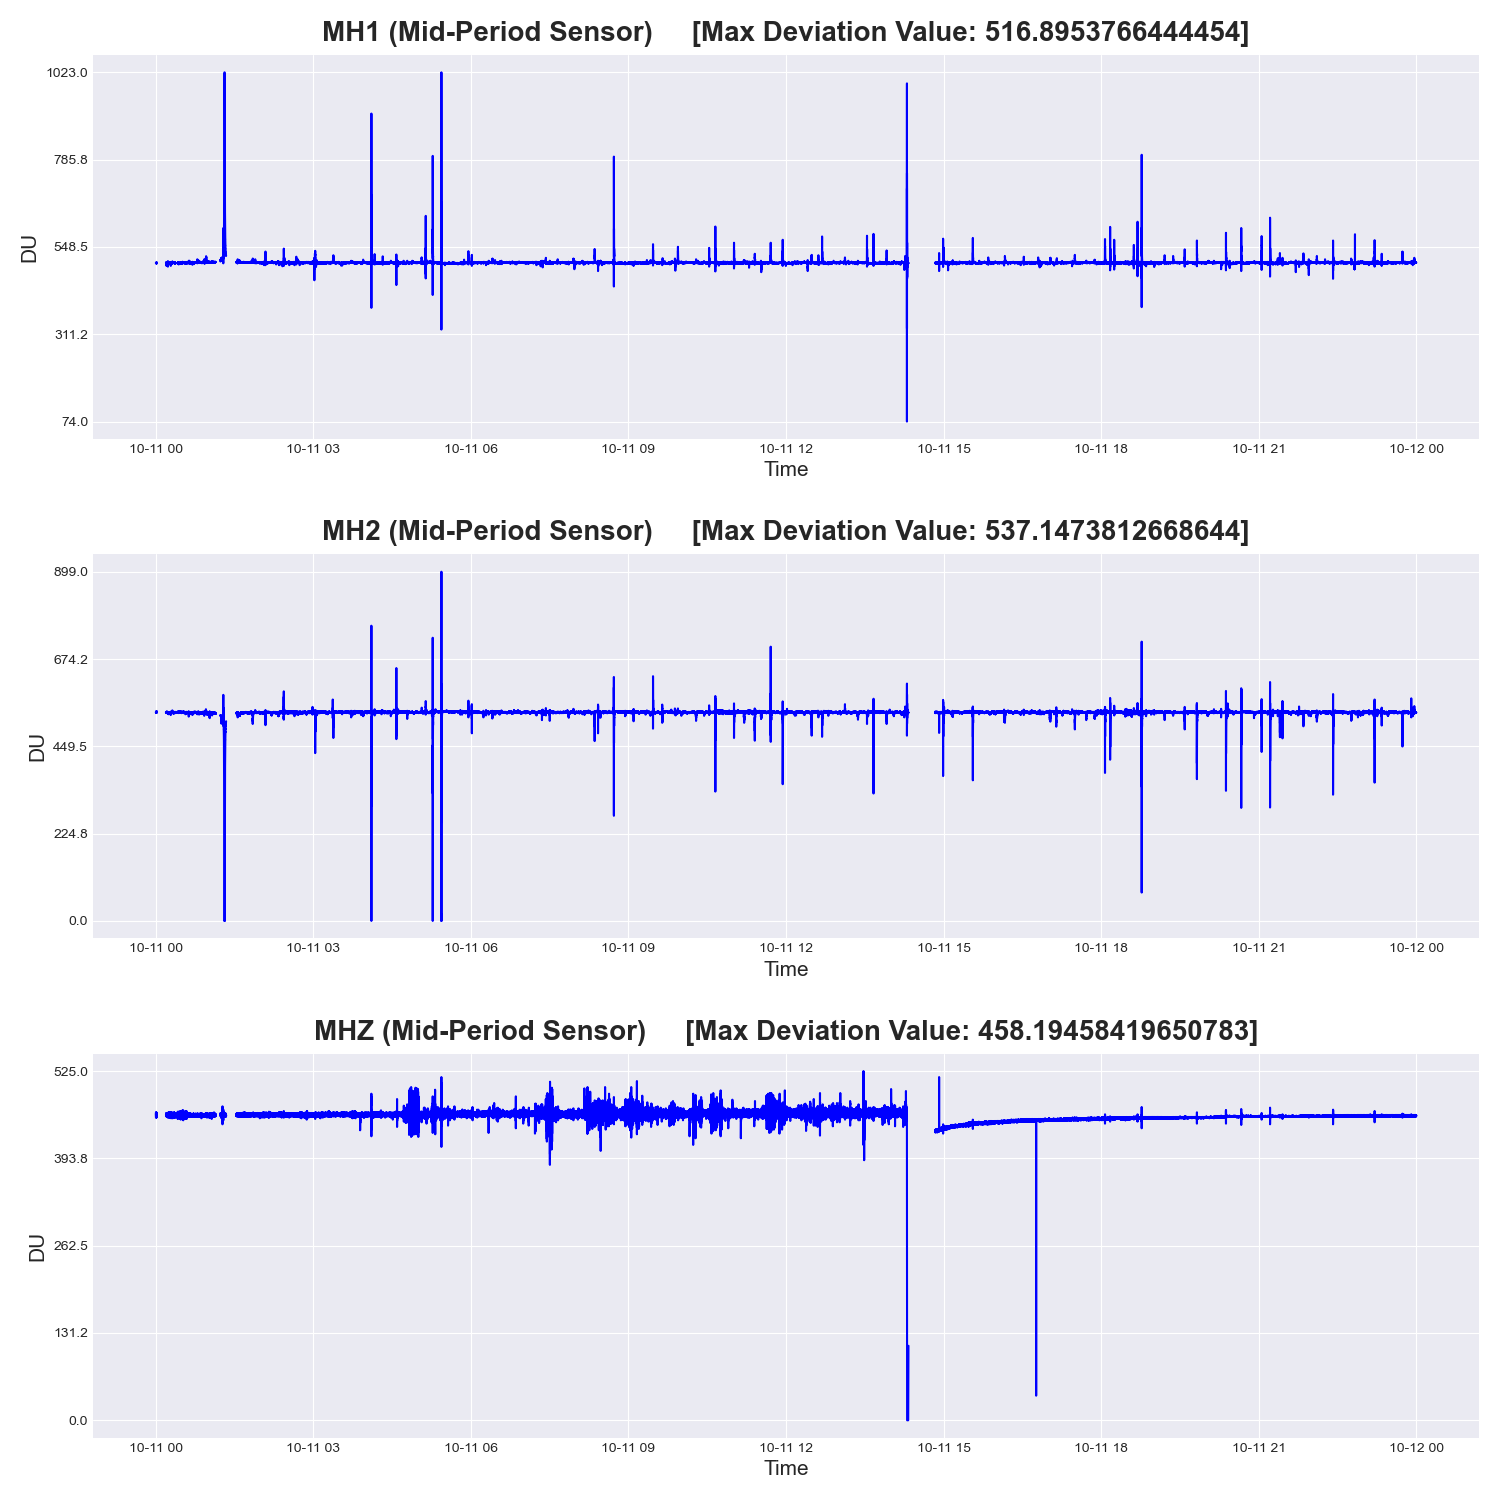 MH1 (Mid-Period Sensor) [Max Deviation Value: 516.8953766444454]
1023.0
785.8
548.5
311.2
74.0
DU
10-11 00 10-11 03 10-11 06 10-11 09 10-11 12 10-11 15 10-11 18 10-11 21 10-12 00
Time
MH2 (Mid-Period Sensor) [Max Deviation Value: 537.1473812668644]
899.0
674.2
449.5
224.8
0.0
DU
10-11 00 10-11 03 10-11 06 10-11 09 10-11 12 10-11 15 10-11 18 10-11 21 10-12 00
Time
MHZ (Mid-Period Sensor) [Max Deviation Value: 458.19458419650783]
525.0
393.8
262.5
131.2
0.0
DU
10-11 00 10-11 03 10-11 06 10-11 09 10-11 12 10-11 15 10-11 18 10-11 21 10-12 00
Time